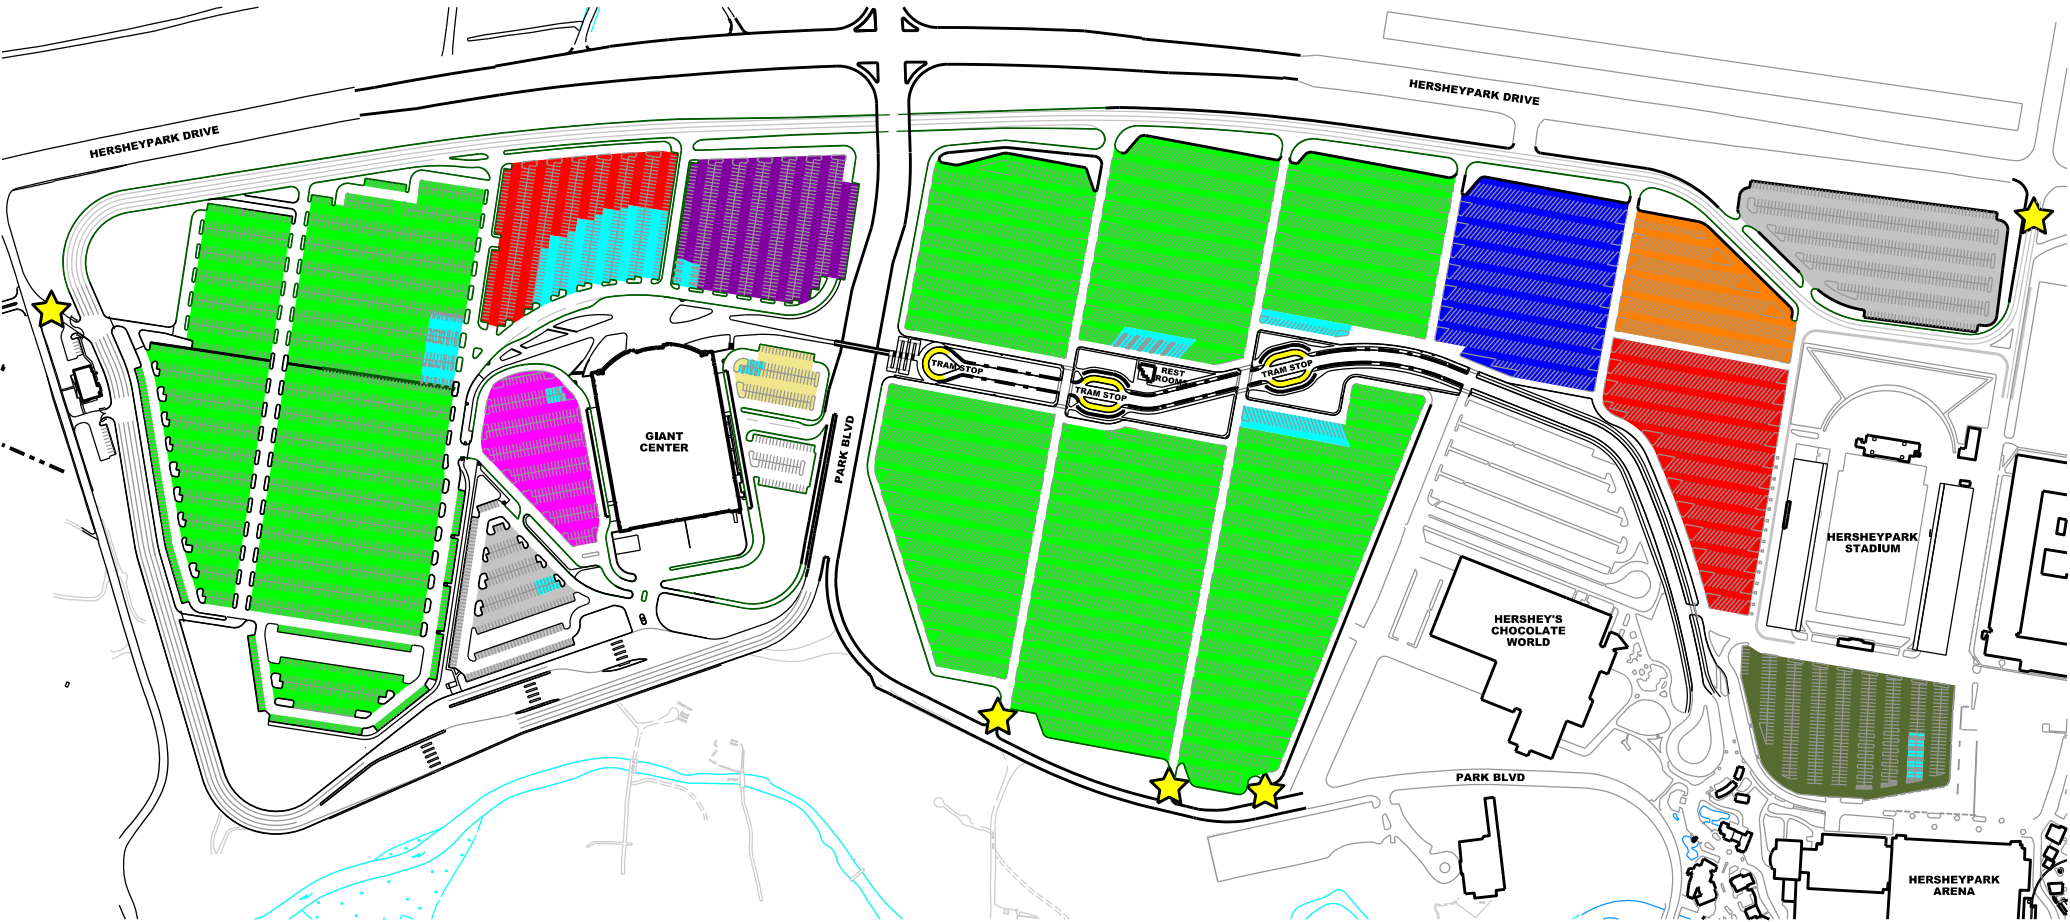 HERSHEYPARK DRIVE
HERSHEYPARK DRIVE
TRAM STOP
REST
ROOMS
TRAM STOP
TRAM STOP
GIANT
CENTER
PARK BLVD
HERSHEYPARK
STADIUM
HERSHEY'S
CHOCOLATE
WORLD
PARK BLVD
HERSHEYPARK
ARENA